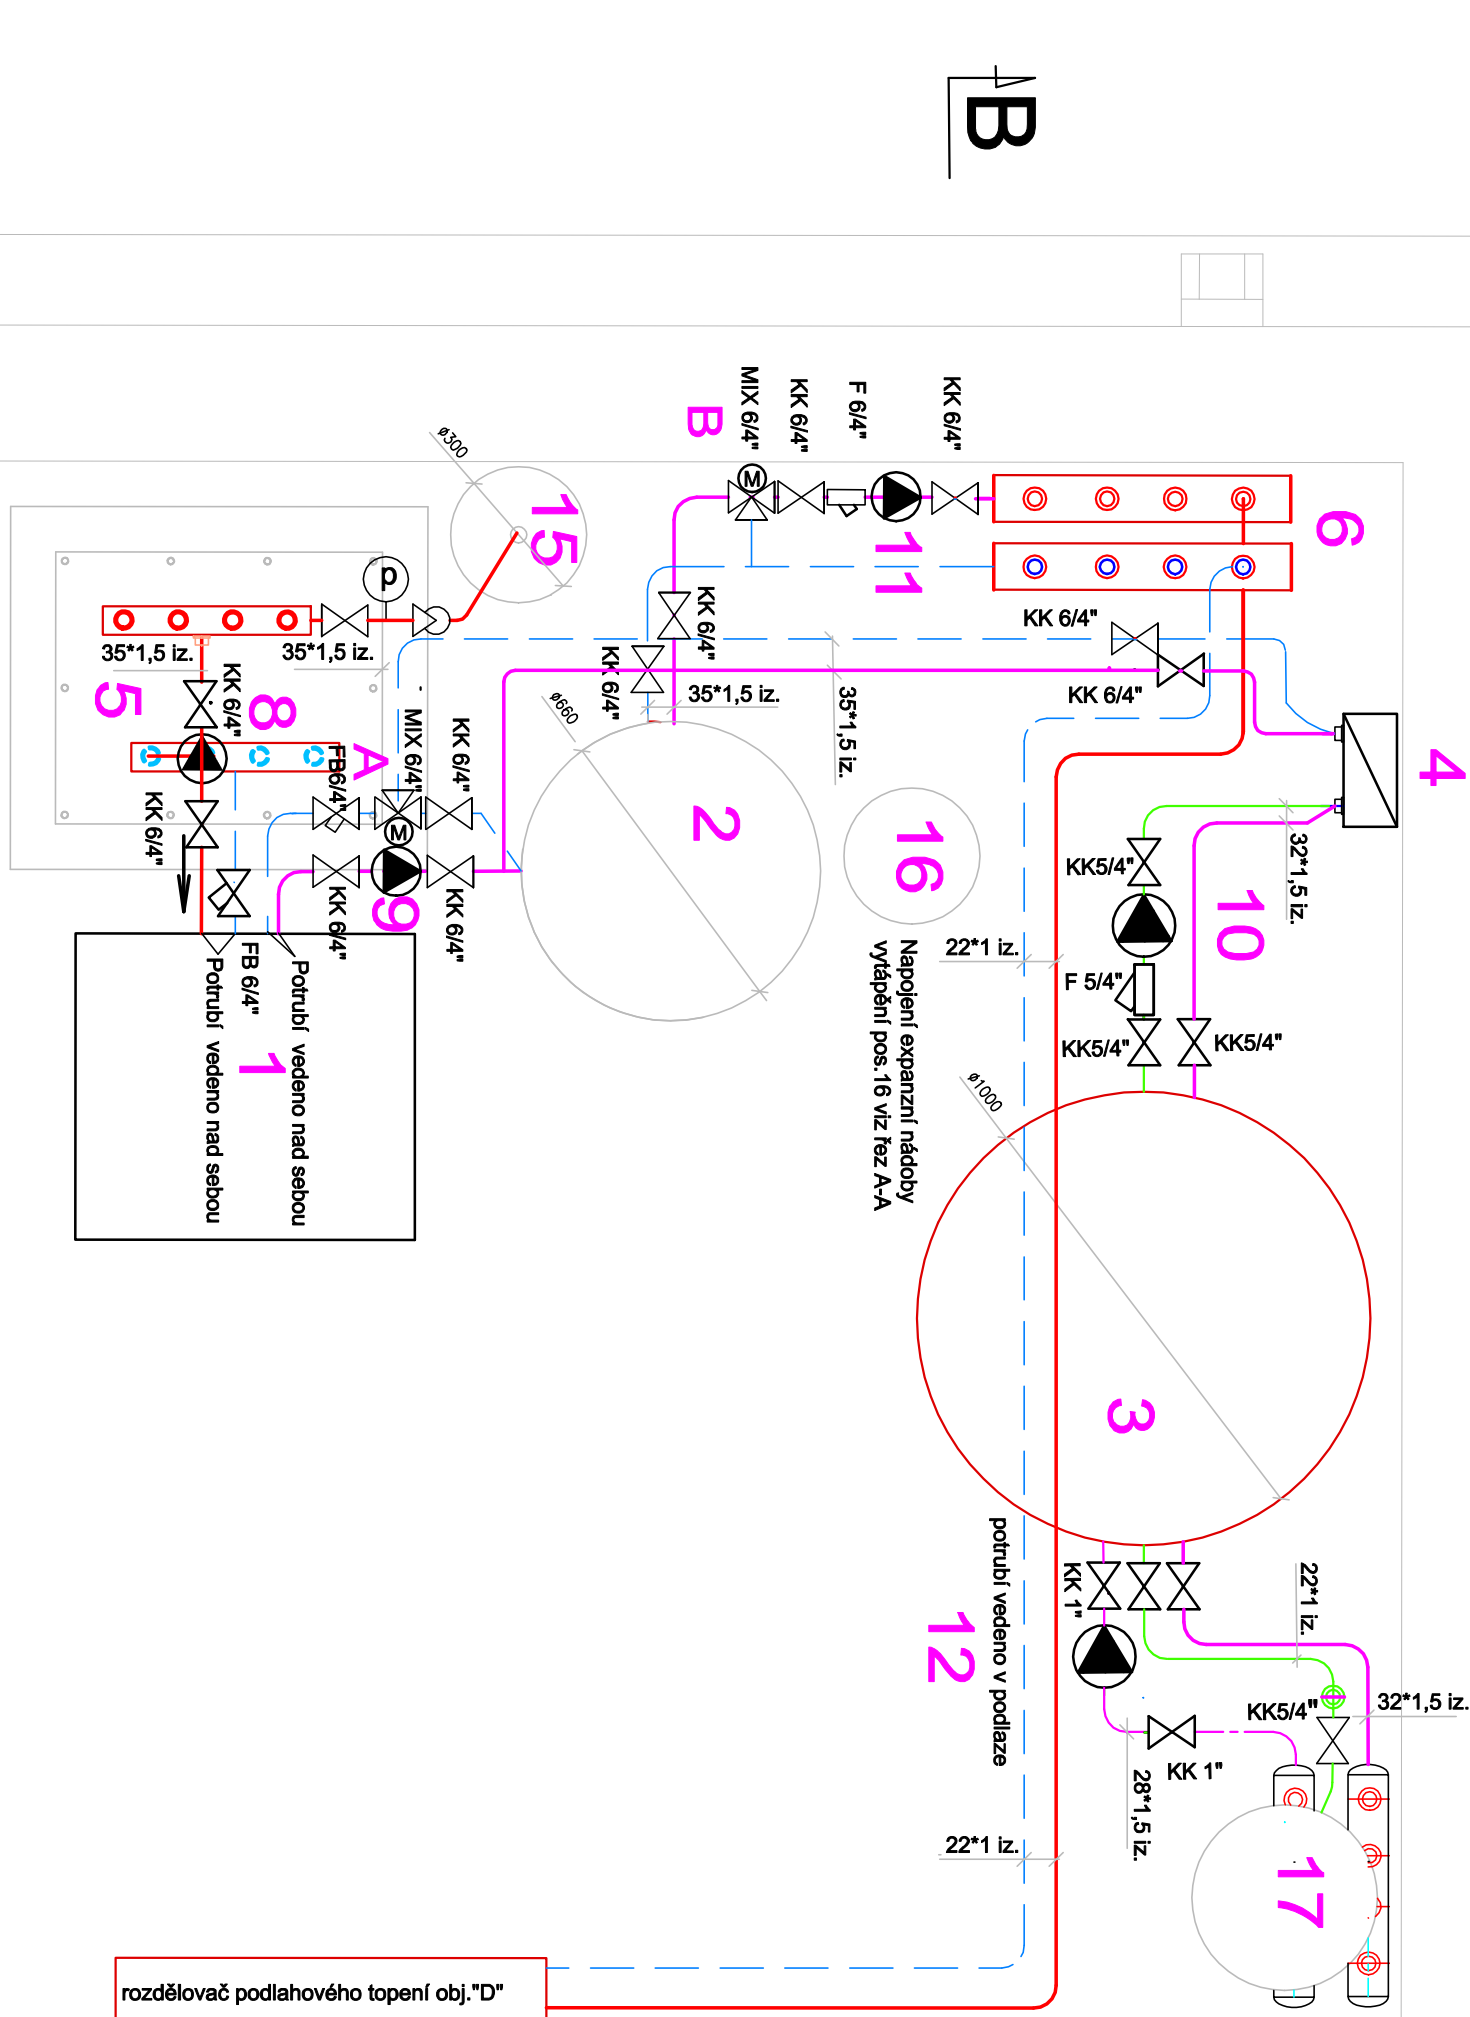 B
KK 6/4"
F 6/4"
KK 6/4"
MIX 6/4"
B
6
ø300
15
11
p
KK 6/4"
KK 6/4"
KK 6/4"
KK 6/4"
35*1,5 iz.
35*1,5 iz.
35*1,5 iz.
35*1,5 iz.
5
KK 6/4"
8
A
FB6/4"
MIX 6/4"
KK 6/4"
M
M
ø660
2
16
4
KK 6/4"
KK 6/4"
9
KK 6/4"
KK5/4"
32*1,5 iz.
10
22*1 iz.
F 5/4"
KK5/4"
KK5/4"
Napojení expanzní nádoby
vytápění pos.16 viz řez A-A
FB 6/4"
Potrubí vedeno nad sebou
Potrubí vedeno nad sebou
1
ø1000
3
potrubí vedeno v podlaze
12
KK 1"
22*1 iz.
KK5/4"
32*1,5 iz.
KK 1"
28*1,5 iz.
22*1 iz.
17
rozdělovač podlahového topení obj."D"